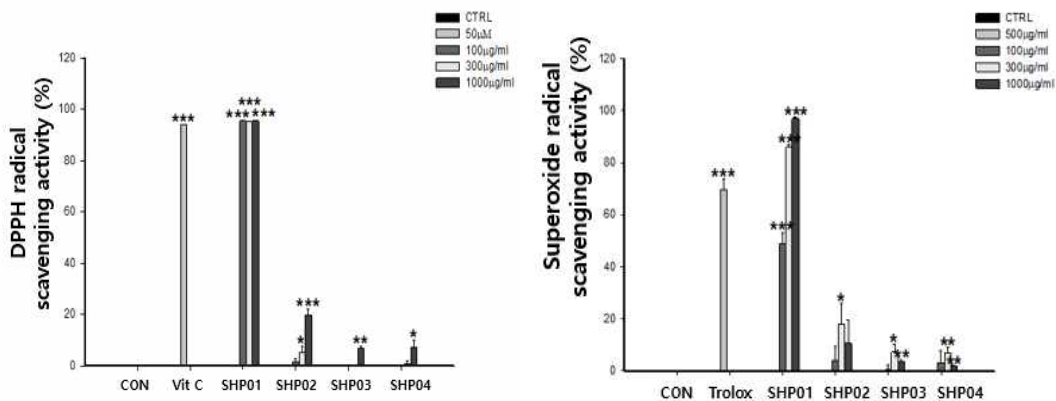 CTRL
50μM
100μg/ml
300μg/ml
1000μg/ml
DPPH radical
scavenging activity (%)
120
100
80
60
40
20
0
***
***
*** ***
*
***
**
*
CON Vit C SHP01 SHP02 SHP03 SHP04
CTRL
500μg/ml
100μg/ml
300μg/ml
1000μg/ml
Superoxide radical
scavenging activity (%)
120
100
80
60
40
20
0
***
***
***
***
*
*
**
**
**
CON Trolox SHP01 SHP02 SHP03 SHP04